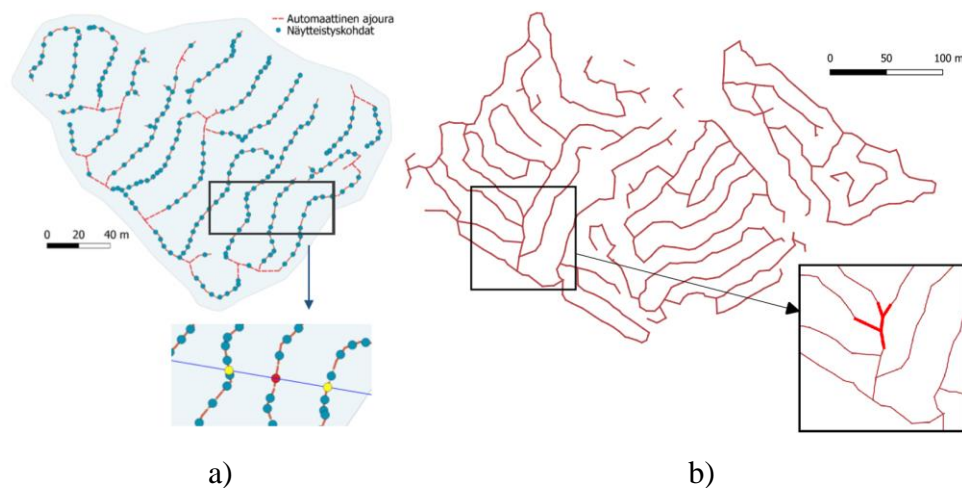 Automaattinen ajoura
Näytteistyskohdat
0 50 100 m
0 20 40 m
a) b)